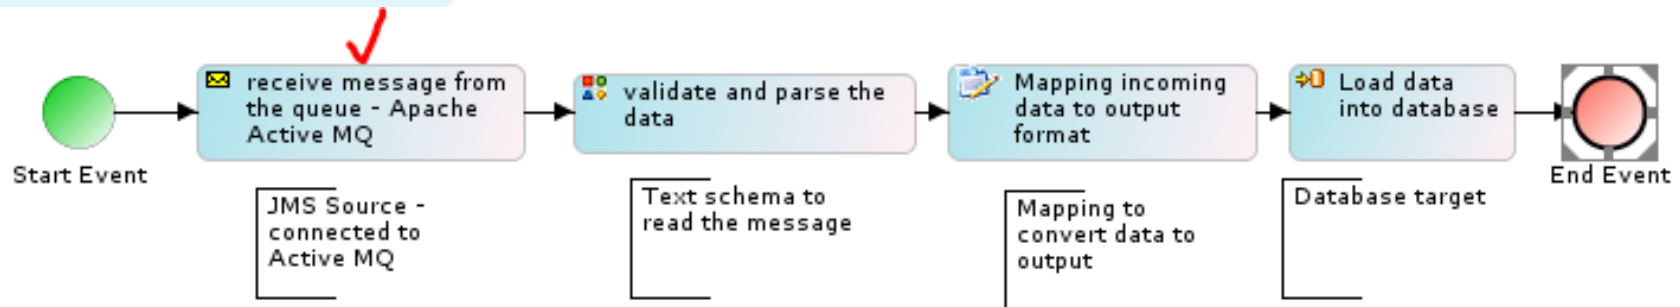 receive message from
the queue - Apache
Active MQ
validate and parse the
data
Mapping incoming
data to output
format
Load data
into database
Start Event
End Event
JMS Source -
connected to
Active MQ
Text schema to
read the message
Mapping to
convert data to
output
Database target